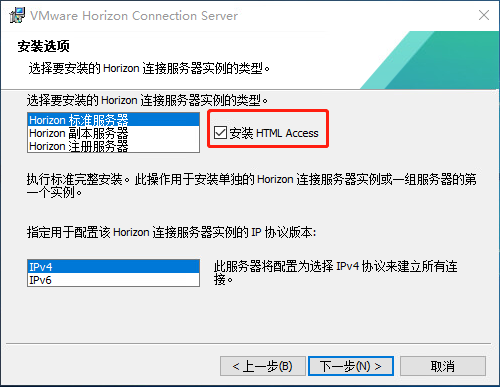 VMware Horizon Connection Server
安装选项
选择要安装的 Horizon 连接服务器实例的类型。
选择要安装的 Horizon 连接服务器实例的类型。
Horizon 标准服务器
Horizon 副本服务器
Horizon 注册服务器
安装 HTML Access
执行标准完整安装。此操作用于安装单独的 Horizon 连接服务器实例或一组服务器的第
一个实例。
指定用于配置该 Horizon 连接服务器实例的 IP 协议版本:
IPv4
IPv6
此服务器将配置为选择 IPv4 协议来建立所有连
接。
< 上一步(B)
下一步(N) >
取消